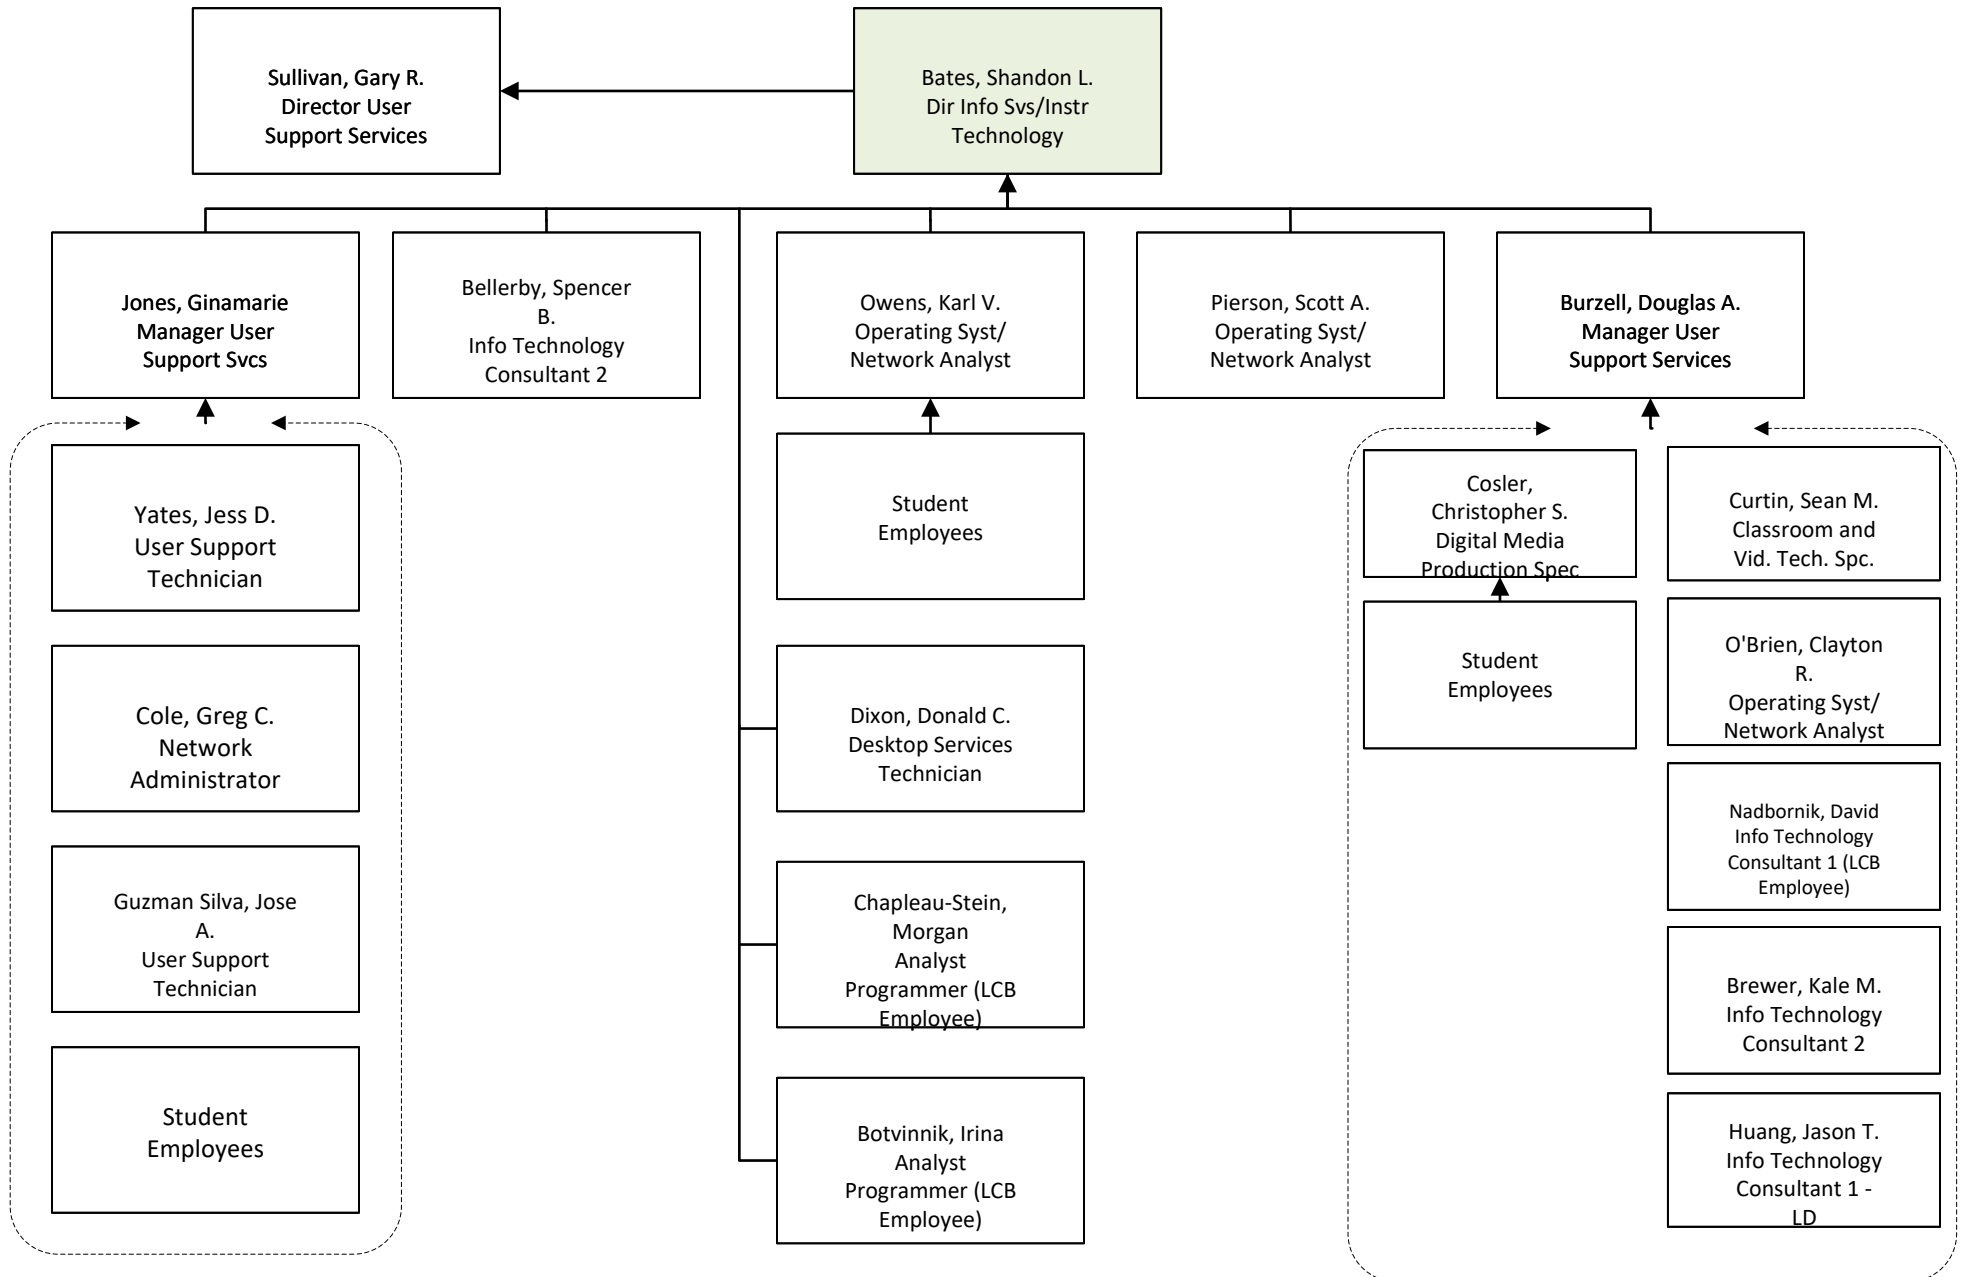 Sullivan, Gary R.
Director User
Support Services
Bates, Shandon L.
Dir Info Svs/Instr
Technology
Jones, Ginamarie
Manager User
Support Svcs
Bellerby, Spencer
B.
Info Technology
Consultant 2
Owens, Karl V.
Operating Syst/
Network Analyst
Pierson, Scott A.
Operating Syst/
Network Analyst
Burzell, Douglas A.
Manager User
Support Services
Yates, Jess D.
User Support
Technician
Cole, Greg C.
Network
Administrator
Guzman Silva, Jose
A.
User Support
Technician
Student
Employees
Student
Employees
Dixon, Donald C.
Desktop Services
Technician
Chapleau-Stein,
Morgan
Analyst
Programmer (LCB
Employee)
Botvinnik, Irina
Analyst
Programmer (LCB
Employee)
Cosler,
Christopher S.
Digital Media
Production Spec
Student
Employees
Curtin, Sean M.
Classroom and
Vid. Tech. Spc.
O'Brien, Clayton
R.
Operating Syst/
Network Analyst
Nadbornik, David
Info Technology
Consultant 1 (LCB
Employee)
Brewer, Kale M.
Info Technology
Consultant 2
Huang, Jason T.
Info Technology
Consultant 1 -
LD